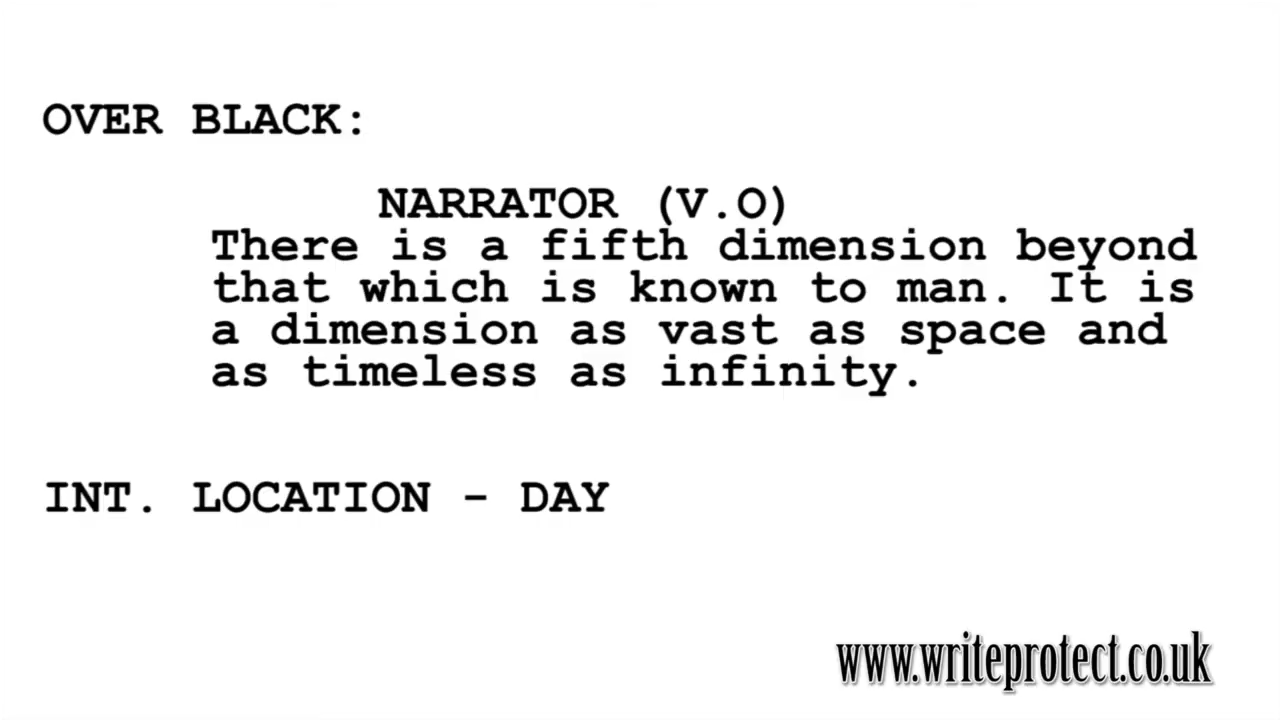 OVER BLACK:
NARRATOR (V.O)
There is a fifth dimension beyond
that which is known to man. It is
a dimension as vast as space and
as timeless as infinity.
INT. LOCATION - DAY
www.writeprotect.co.uk